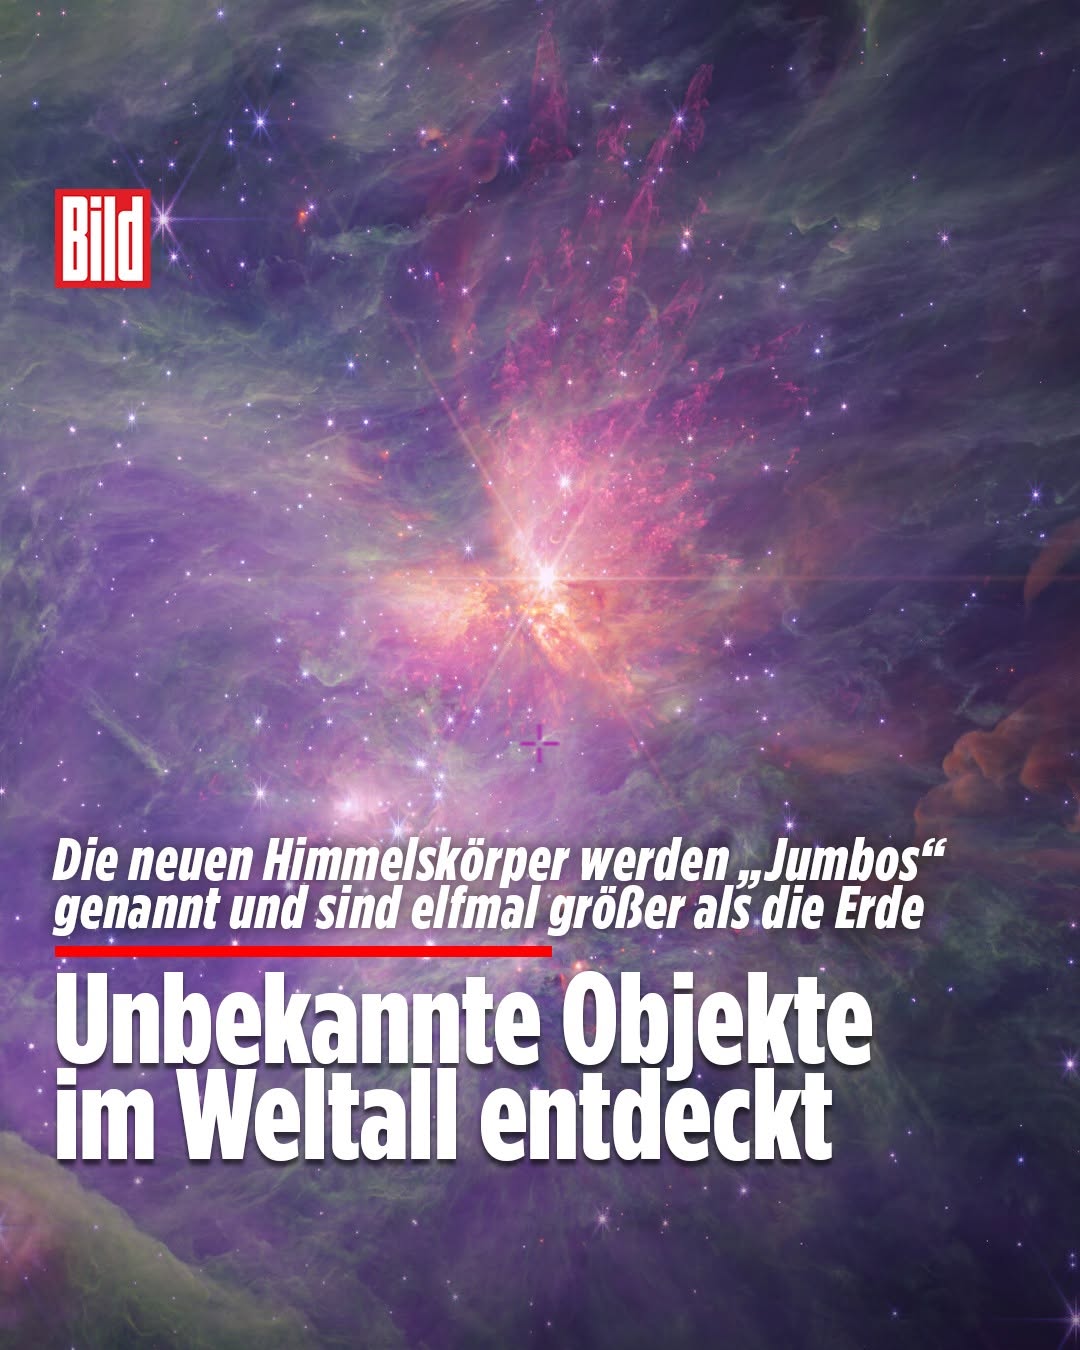 Bild
Die neuen Himmelskörper werden „Jumbos“
genannt und sind elfmal größer als die Erde
Unbekannte Objekte
im Weltall entdeckt